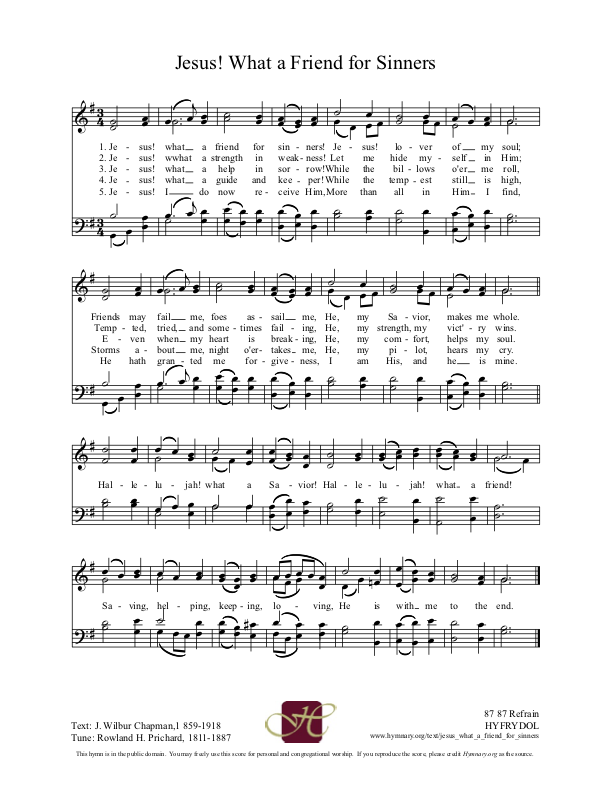 Jesus! What a Friend for Sinners
3 4
1. Je - sus! what a friend for sin - ners! Je - sus! lo - ver of my soul;
2. Je - sus! wwhat a strength in weak - ness! Let me hide my - self in Him;
3. Je - sus! what a help in sor - row! While the bil - lows o'er me roll,
4. Je - sus! what a guide and kee - per! While the temp - est still is high,
5. Je - sus! I do now re - ceive Him, More than all in Him I find,
3 4
Friends may fail me, foes as - sail me, He, my Sa - vior, makes me whole.
Temp - ted, tried, and some - times fail - ing, He, my strength, my vict' - ry wins.
E - ven when my heart is break - ing, He, my com - fort, helps my soul.
Storms a - bout me, night o'er - takes me, He, my pi - lot, hears my cry.
He hath gran - ted me for - give - ness, I am His, and he is mine.
Hal - le - lu - jah! what a Sa - vior! Hal - le - lu - jah! what a friend!
Sa - ving, hel - ping, keep - ing, lo - ving, He is with me to the end.
Text: J. Wilbur Chapman,1 859-1918
Tune: Rowland H. Prichard, 1811-1887
H
87 87 Refrain
HYFRYDOL
www.hymnary.org/text/jesus_what_a_friend_for_sinners
This hymn is in the public domain. You may freely use this score for personal and congregational worship. If you reproduce the score, please credit Hymnary.org as the source.